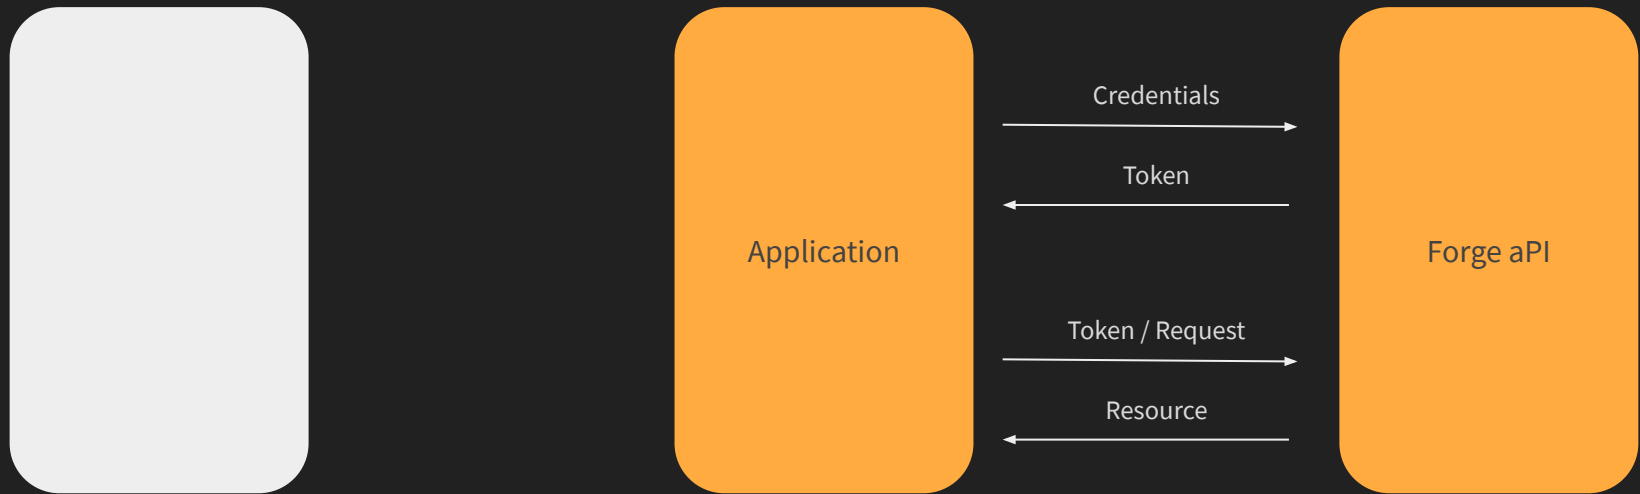 Credentials
Token
Application
Forge aPI
Token / Request
Resource